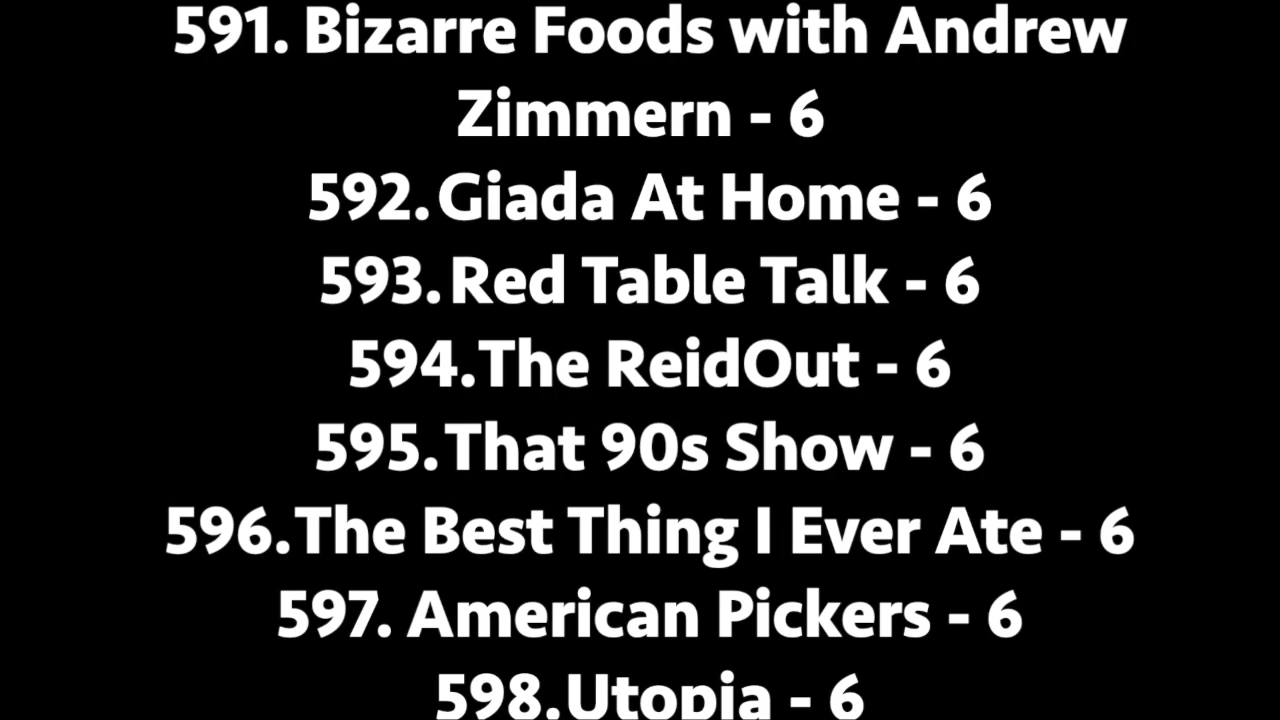 591. Bizarre Foods with Andrew
Zimmern - 6
592. Giada At Home - 6
593. Red Table Talk - 6
594. The ReidOut - 6
595. That 90s Show - 6
596. The Best Thing I Ever Ate - 6
597. American Pickers - 6
598. Utopia - 6